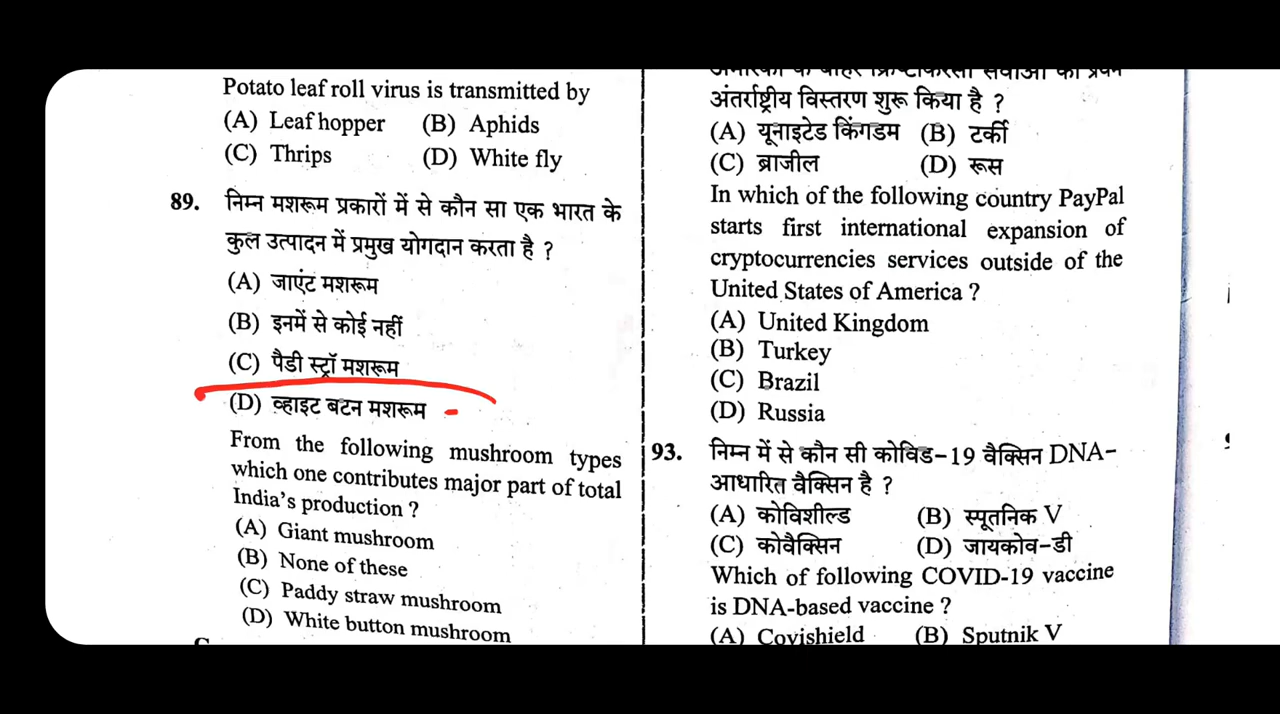 Potato leaf roll virus is transmitted by
(A) Leaf hopper (B) Aphids
(C) Thrips (D) White fly
89. निम्न मशरूम प्रकारों में से कौन सा एक भारत के
कुल उत्पादन में प्रमुख योगदान करता है ?
(A) जाएंट मशरूम
(B) इनमें से कोई नहीं
(C) पैडी स्ट्रॉ मशरूम
(D) व्हाइट बटन मशरूम
From the following mushroom types
which one contributes major part of total
India's production ?
(A) Giant mushroom
(B) None of these
(C) Paddy straw mushroom
(D) White button mushroom
अंतर्राष्ट्रीय विस्तरण शुरू किया है ?
(A) यूनाइटेड किंगडम (B) टर्की
(C) ब्राजील (D) रूस
In which of the following country PayPal
starts first international expansion of
cryptocurrencies services outside of the
United States of America ?
(A) United Kingdom
(B) Turkey
(C) Brazil
(D) Russia
93. निम्न में से कौन सी कोविड-19 वैक्सिन DNA-
आधारित वैक्सिन है ?
(A) कोविशील्ड (B) स्पूतनिक V
(C) कोवैक्सिन (D) जायकोव-डी
Which of following COVID-19 vaccine
is DNA-based vaccine ?
(A) Covishield (B) Sputnik V